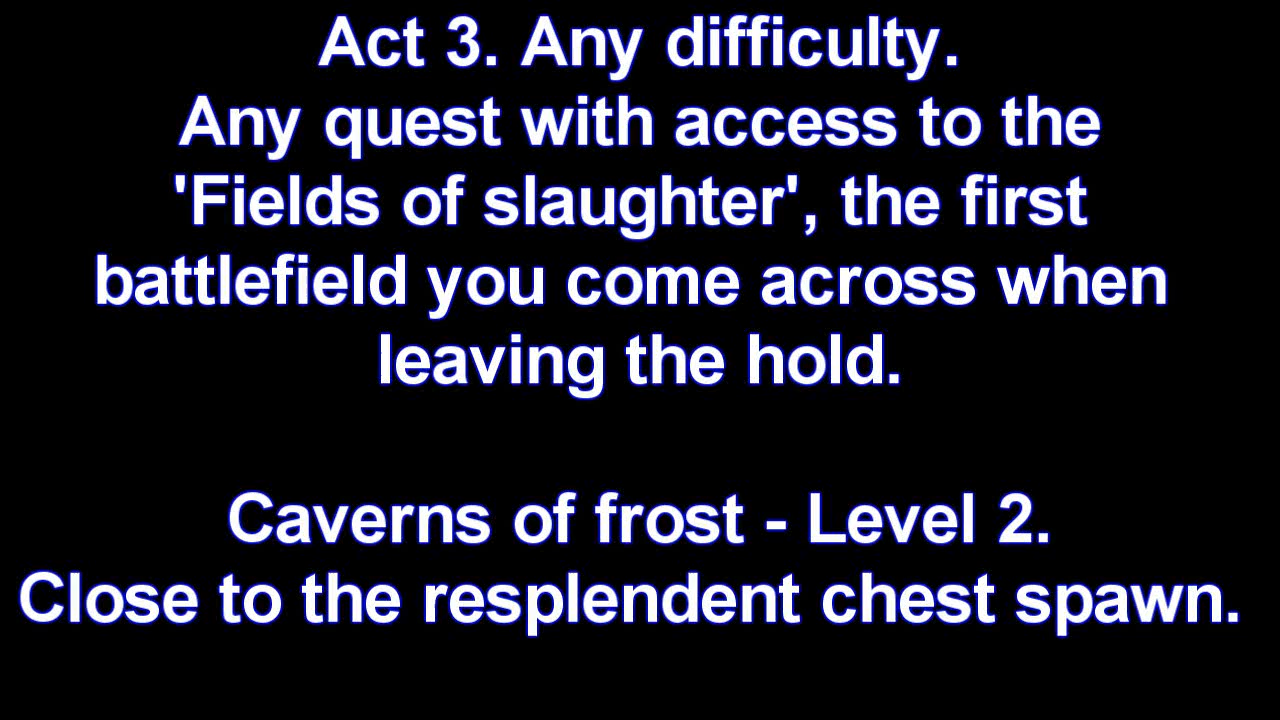 Act 3. Any difficulty.
Any quest with access to the
'Fields of slaughter', the first
battlefield you come across when
leaving the hold.
Caverns of frost - Level 2.
Close to the resplendent chest spawn.